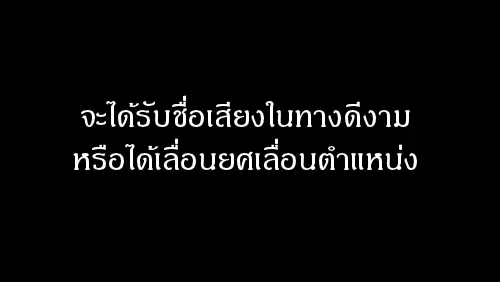 จะได้รับชื่อเสียงในทางดีงาม
หรือได้เลื่อนยศเลื่อนตำแหน่ง